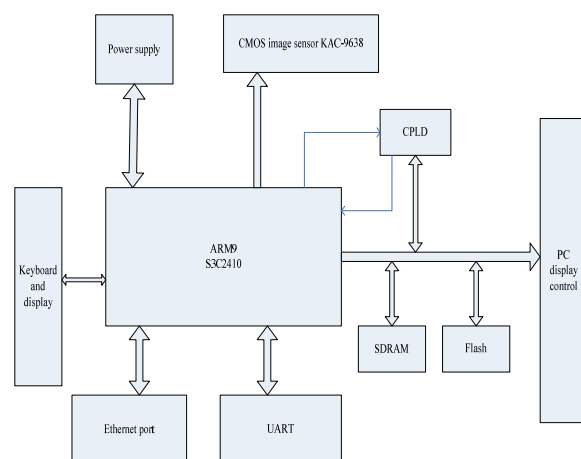 Power supply
CMOS image sensor KAC-9638
CPLD
ARM9
S3C2410
Keyboard
and
display
PC
display
control
SDRAM
Flash
Ethernet port
UART